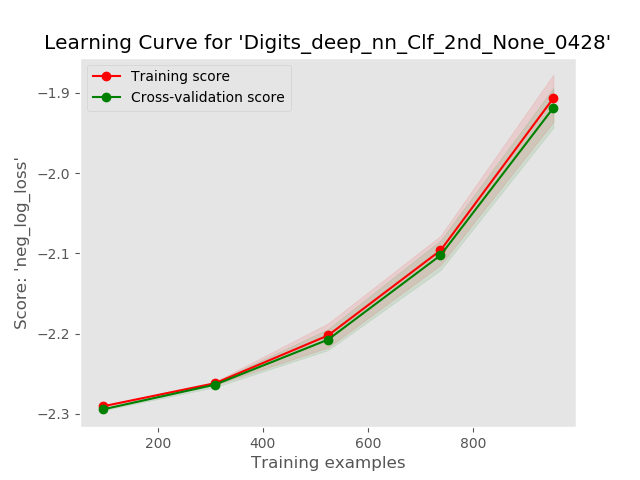 Learning Curve for 'Digits_deep_nn_Clf_2nd_None_0428'
Training score
Cross-validation score
Score: 'neg_log_loss'
−1.9
−2.0
−2.1
−2.2
−2.3
200
400
600
800
Training examples